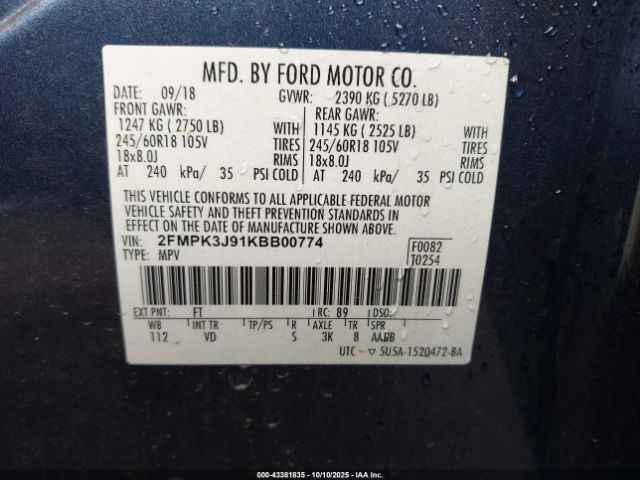 MFD. BY FORD MOTOR CO.
DATE: 09/18 GVWR: 2390 KG ( 5270 LB)
FRONT GAWR: REAR GAWR:
1247 KG ( 2750 LB) WITH 1145 KG ( 2525 LB) WITH
245/60R18 105V TIRES 245/60R18 105V TIRES
18x8.0J RIMS 18x8.0J RIMS
AT 240 kPa/ 35 PSI COLD AT 240 kPa/ 35 PSI COLD
THIS VEHICLE CONFORMS TO ALL APPLICABLE FEDERAL MOTOR
VEHICLE SAFETY AND THEFT PREVENTION STANDARDS IN
EFFECT ON THE DATE OF MANUFACTURE SHOWN ABOVE.
VIN: 2FMPK3J91KBB00774 F0082
TYPE: MPV T0254
EXT PNT: FT RC: 89 DSO:
WB INT TR TP/PS R AXLE TR SPR
112 VD S 3K 8 AABB
UTC ▽ 5U5A-1520472-BA
000-43381835 - 10/10/2025 - IAA Inc.